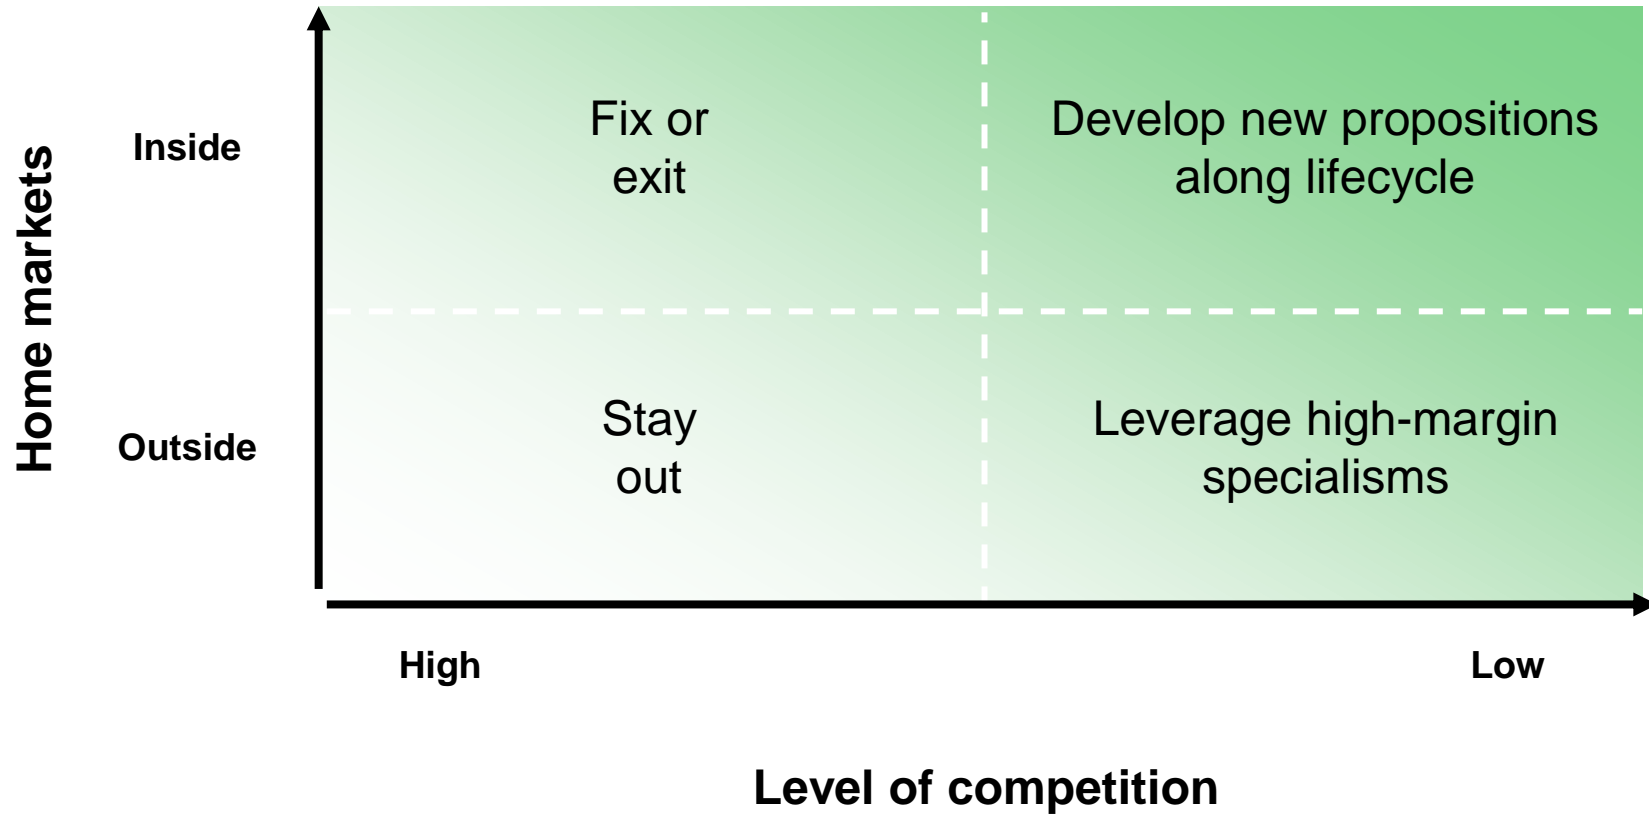 Home markets
Inside
Fix or
exit
Develop new propositions
along lifecycle
Outside
Stay
out
Leverage high-margin
specialisms
High
Low
Level of competition